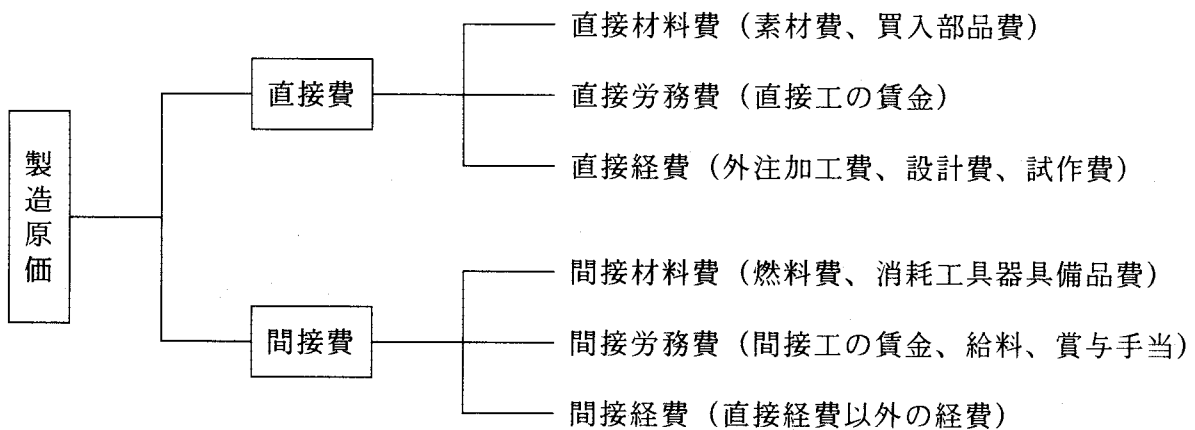 製造原価
直接費
直接材料費（素材費、買入部品費）
直接労務費（直接工の賃金）
直接経費（外注加工費、設計費、試作費）
間接費
間接材料費（燃料費、消耗工具器具備品費）
間接労務費（間接工の賃金、給料、賞与手当）
間接経費（直接経費以外の経費）